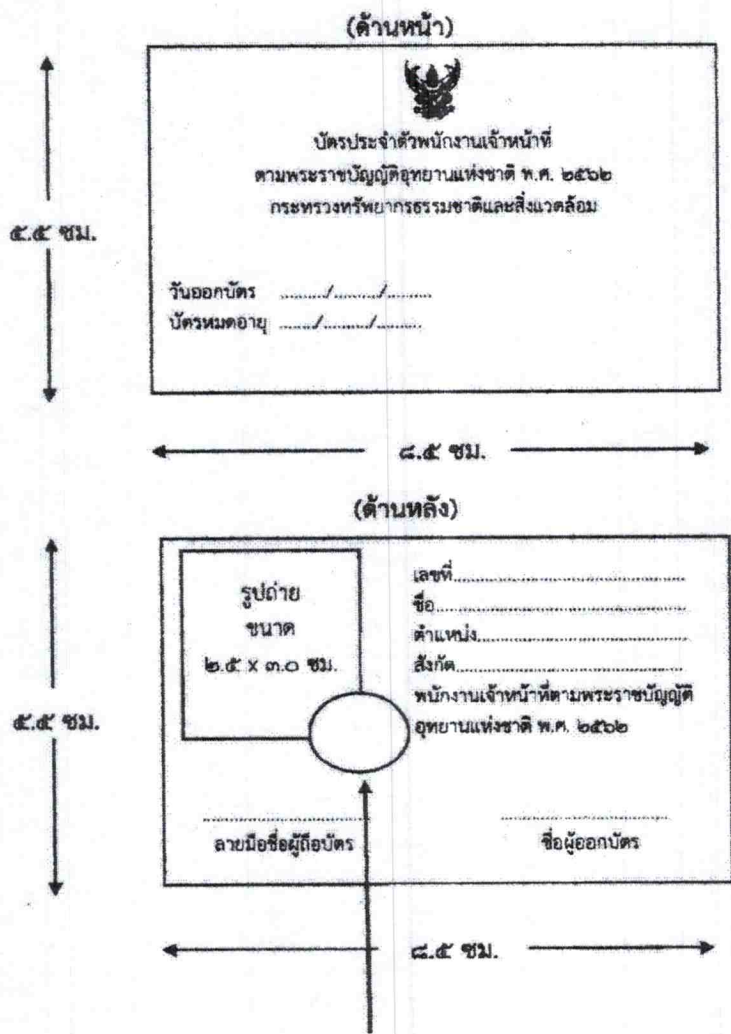 (ด้านหน้า)
บัตรประจำตัวพนักงานเจ้าหน้าที่
ตามพระราชบัญญัติอุทยานแห่งชาติ พ.ศ. ๒๕๖๒
กระทรวงทรัพยากรธรรมชาติและสิ่งแวดล้อม
๕.๕ ซม.
วันออกบัตร ......../......../........
บัตรหมดอายุ ......../......../........
๘.๕ ซม.
(ด้านหลัง)
รูปถ่าย
ขนาด
๒.๕ x ๓.๐ ซม.
เลขที่..........................................
ชื่อ..........................................
ตำแหน่ง..........................................
สังกัด..........................................
พนักงานเจ้าหน้าที่ตามพระราชบัญญัติ
อุทยานแห่งชาติ พ.ศ. ๒๕๖๒
๕.๕ ซม.
ลายมือชื่อผู้ถือบัตร
ชื่อผู้ออกบัตร
๘.๕ ซม.